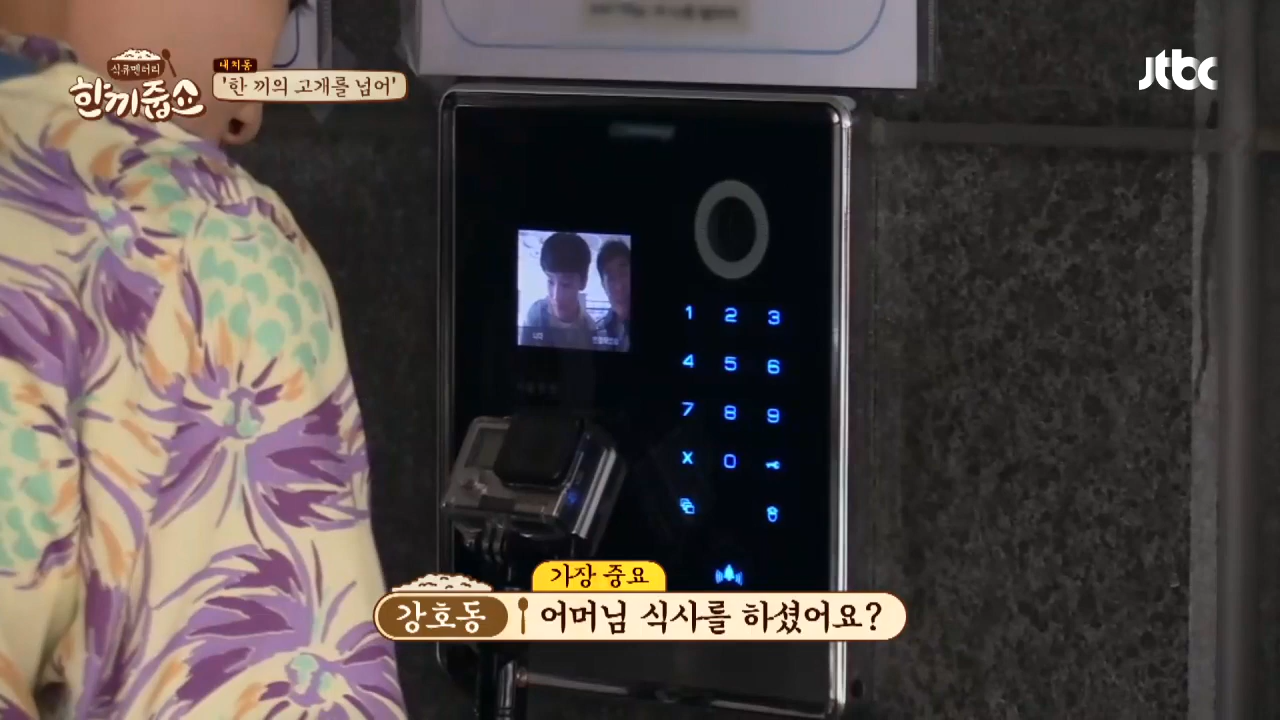 식큐멘터리
한끼줍쇼
대치동
'한 끼의 고개를 넘어'
jtbc
1 2 3
4 5 6
7 8 9
X 0
가장 중요
강호동 어머님 식사를 하셨어요?